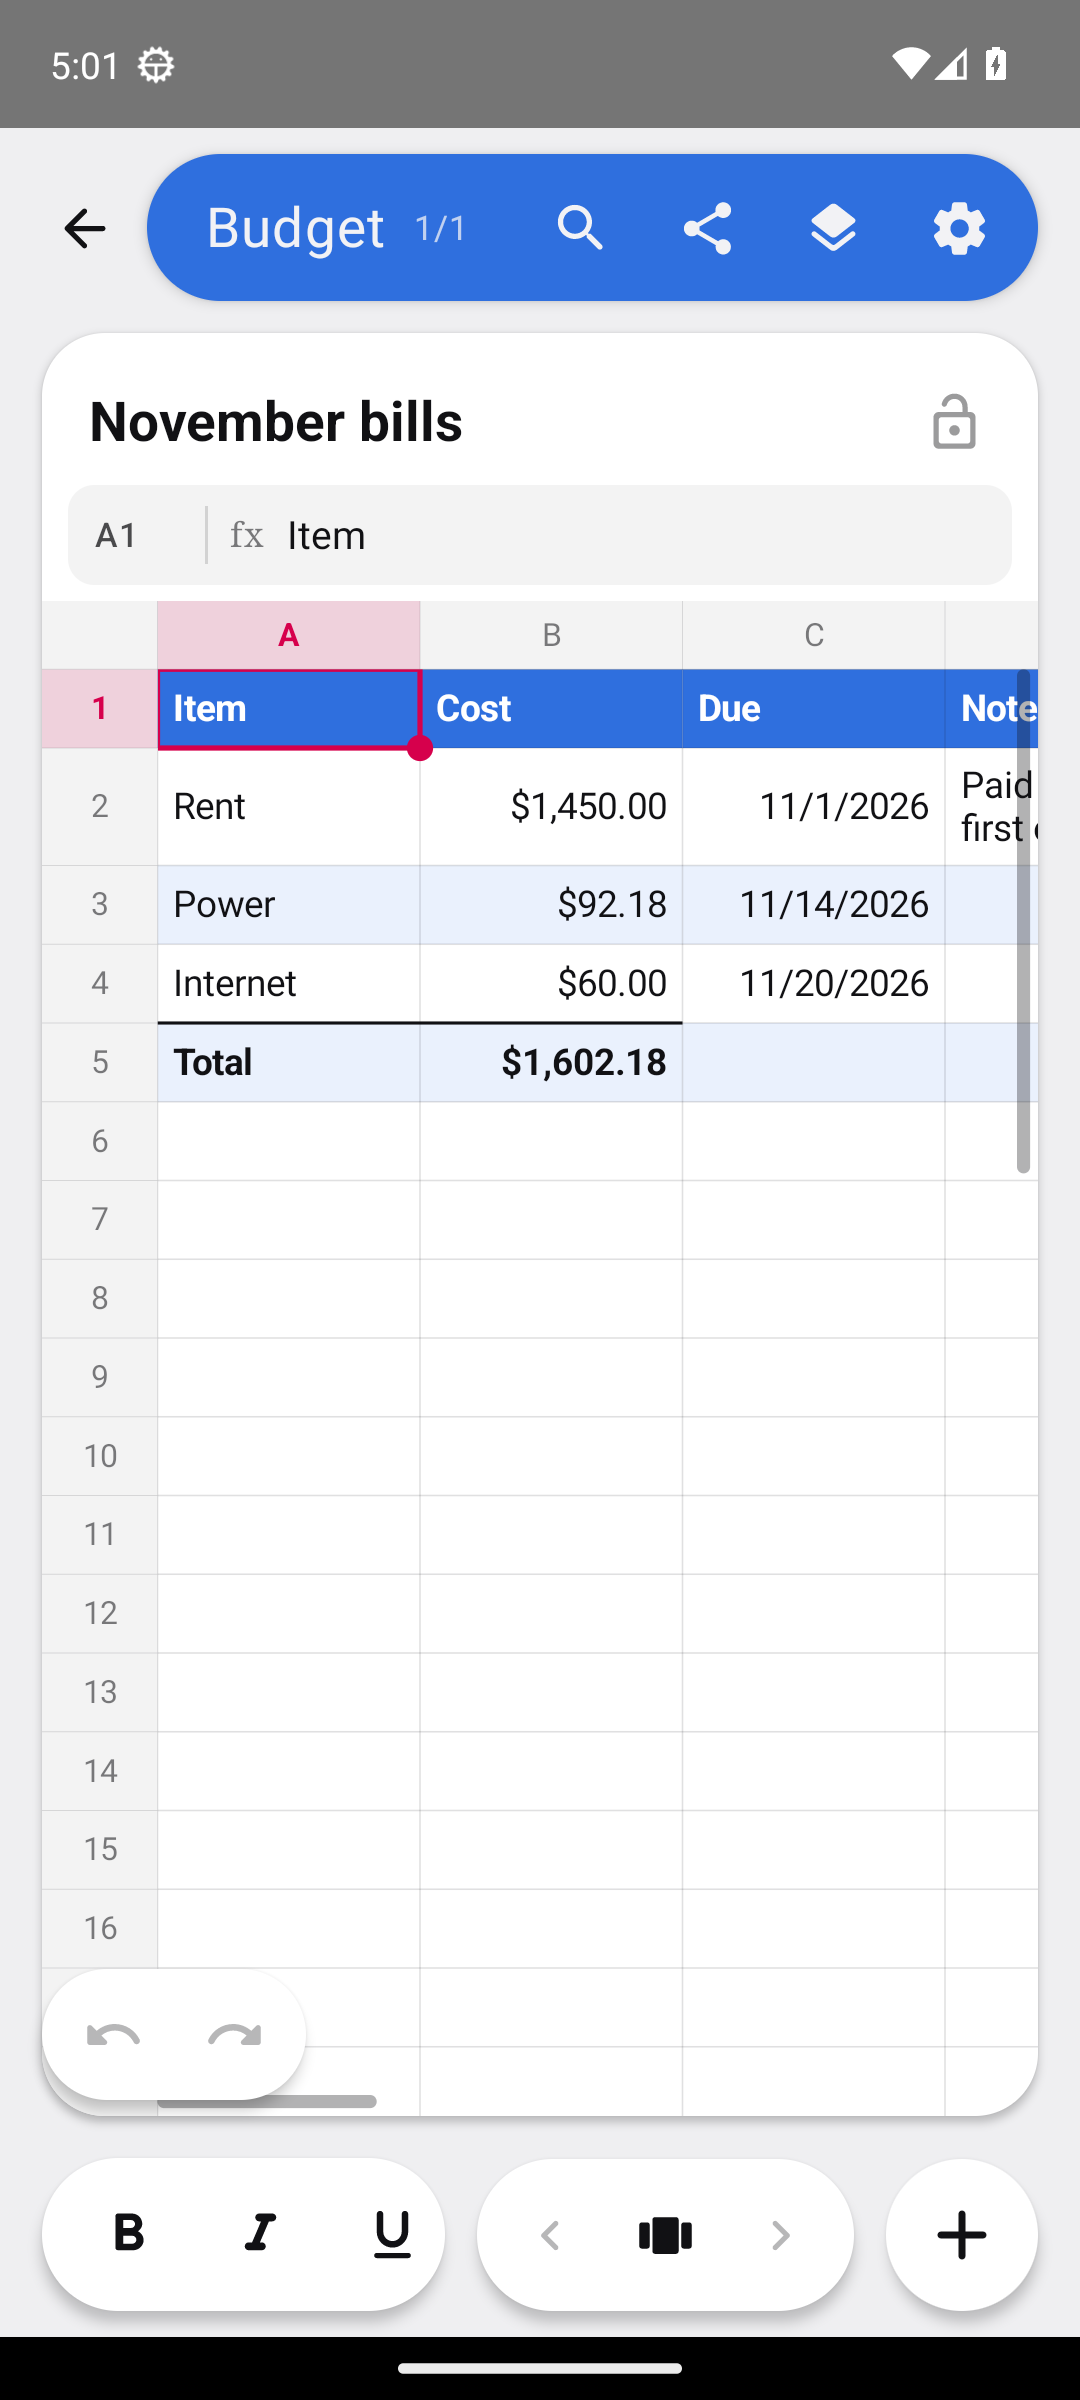 5:01
Budget 1/1
November bills
A1 fx Item
A B C
1 Item Cost Due Note
2 Rent $1,450.00 11/1/2026 Paid
first
3 Power $92.18 11/14/2026
4 Internet $60.00 11/20/2026
5 Total $1,602.18
6
7
8
9
10
11
12
13
14
15
16
B I U